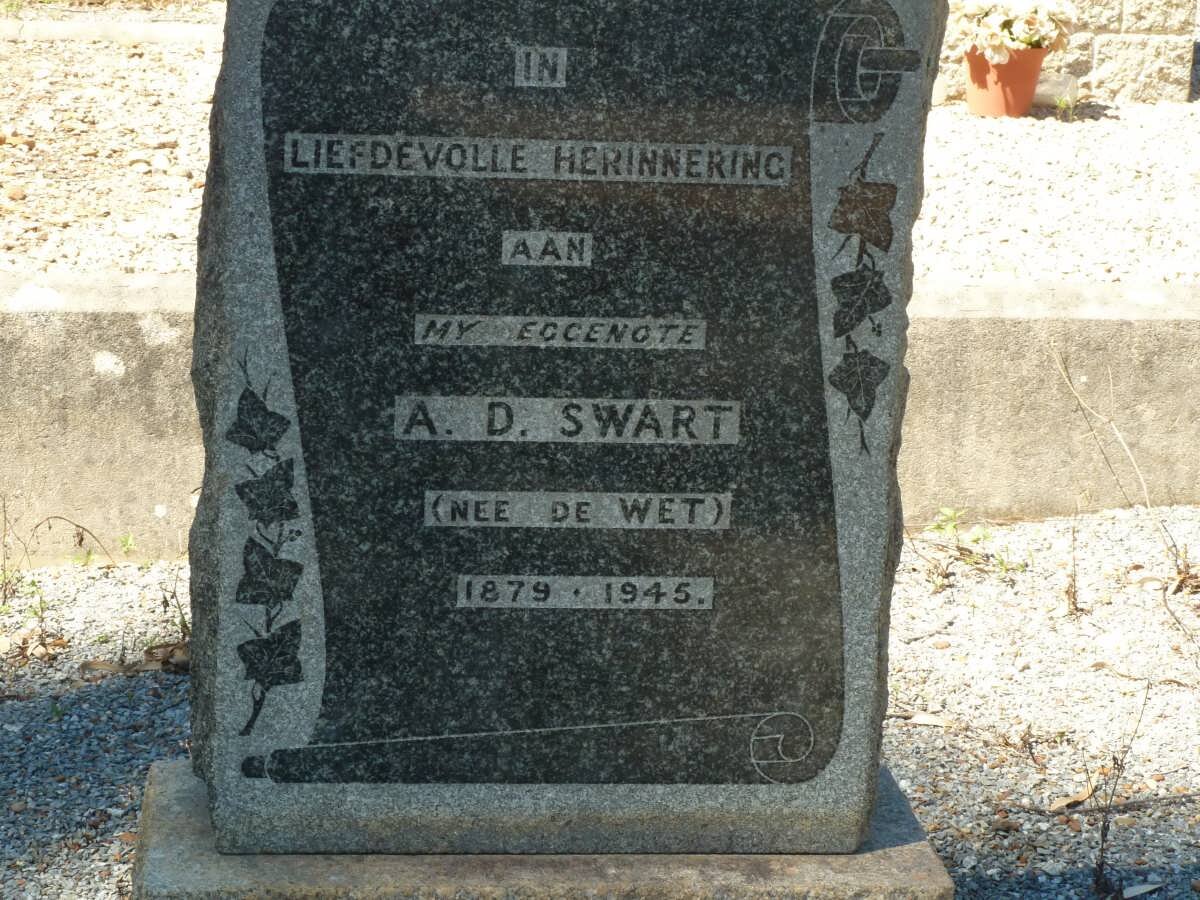 IN
LIEFDEVOLLE HERINNERING
AAN
MY EGGENOTE
A. D. SWART
(NEE DE WET)
1879 · 1945.